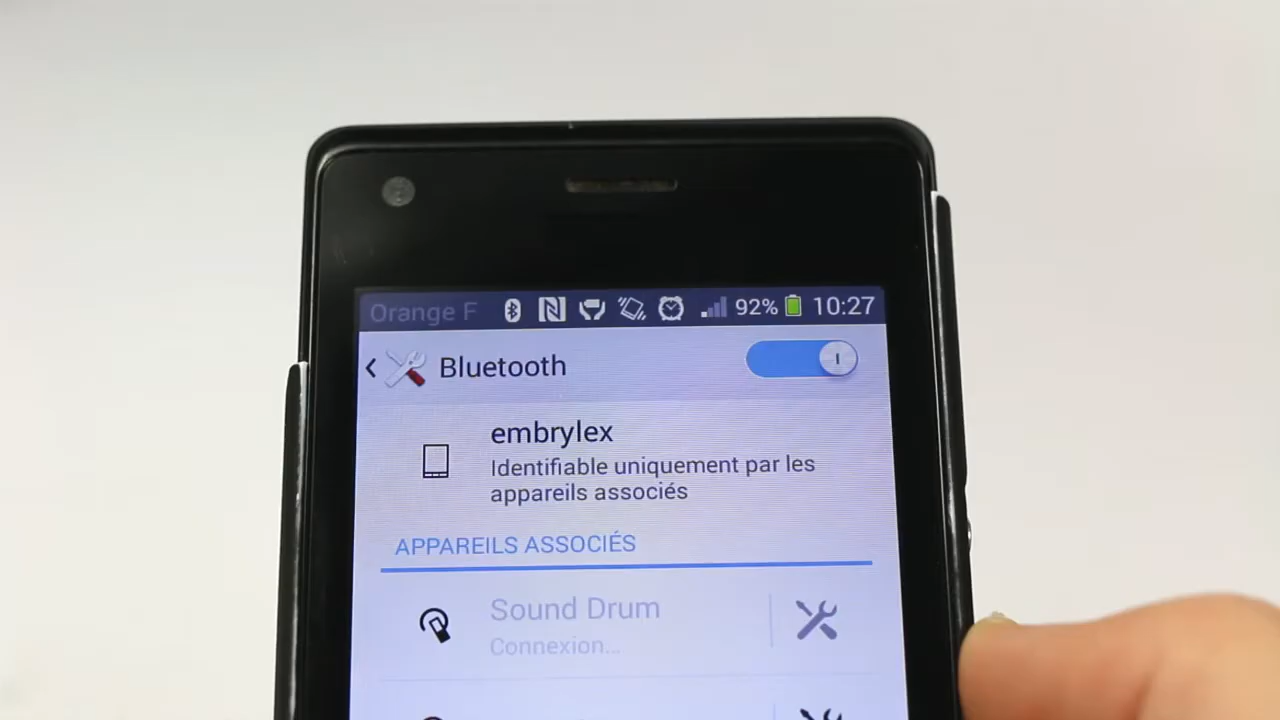 Orange F 92% 10:27
Bluetooth
embrylex
Identifiable uniquement par les
appareils associés
APPAREILS ASSOCIÉS
Sound Drum
Connexion...